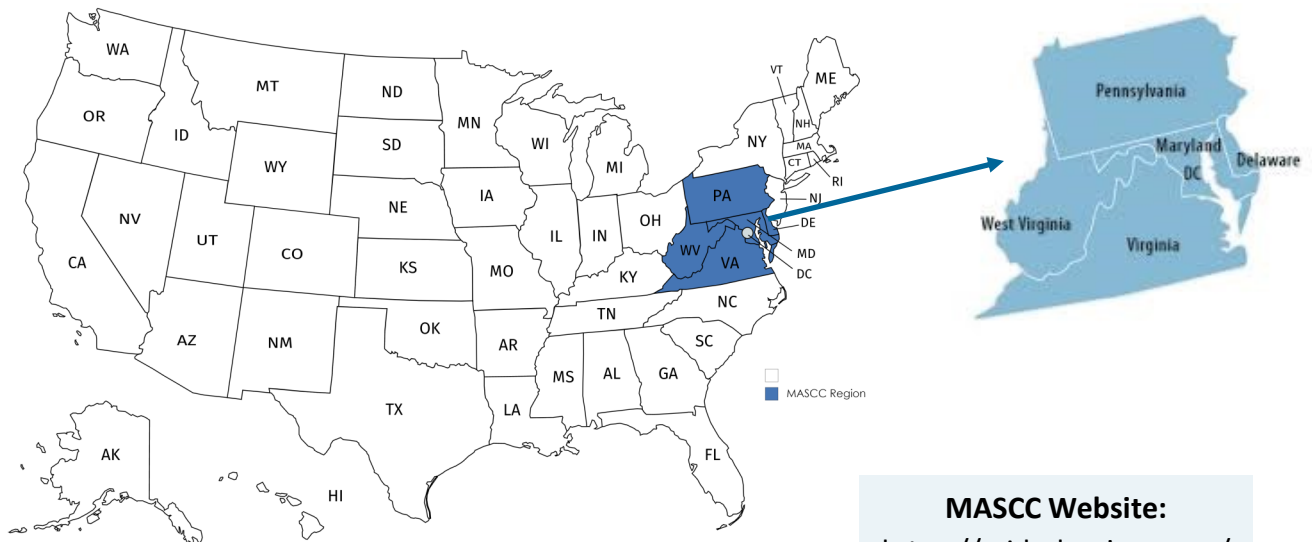 WA
MT
ND
MN
ME
VT
OR
ID
SD
WI
MI
NY
NH
MA
CT
RI
WY
IA
PA
NJ
NE
OH
DE
NV
UT
CO
IL
IN
WV
VA
MD
DC
CA
KS
MO
KY
NC
TN
AZ
NM
OK
AR
SC
MS
AL
GA
TX
LA
FL
AK
HI
MASCC Region
Pennsylvania
Maryland
DC
Delaware
West Virginia
Virginia
MASCC Website: